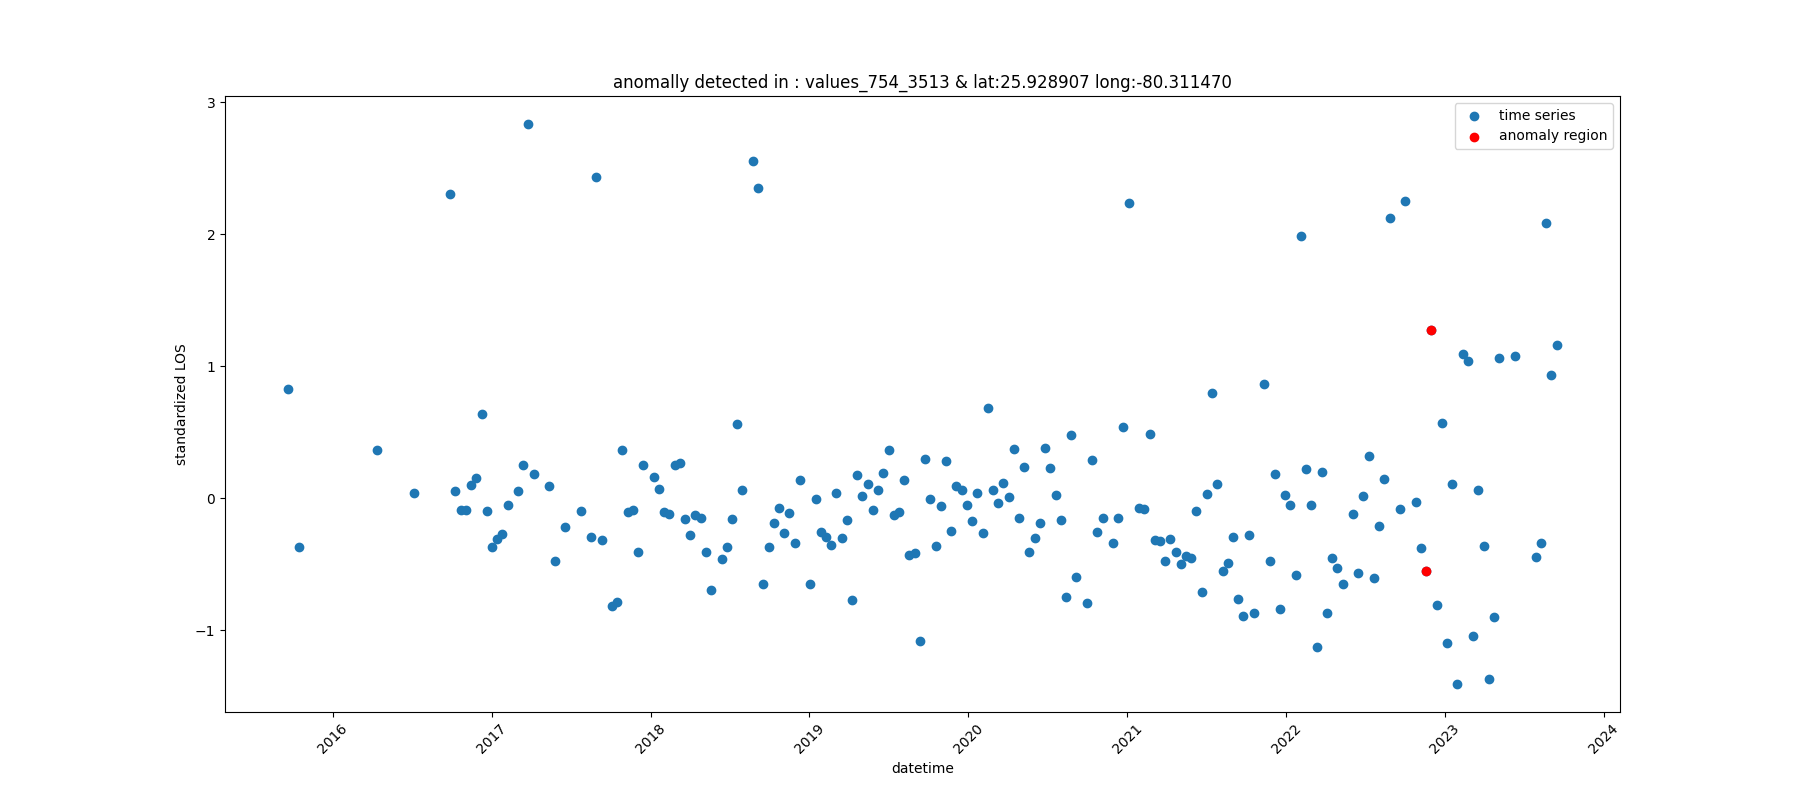 anomally detected in : values_754_3513 & lat:25.928907 long:-80.311470
time series
anomaly region
3
2
1
0
−1
standardized LOS
2016
2017
2018
2019
2020
2021
2022
2023
2024
datetime